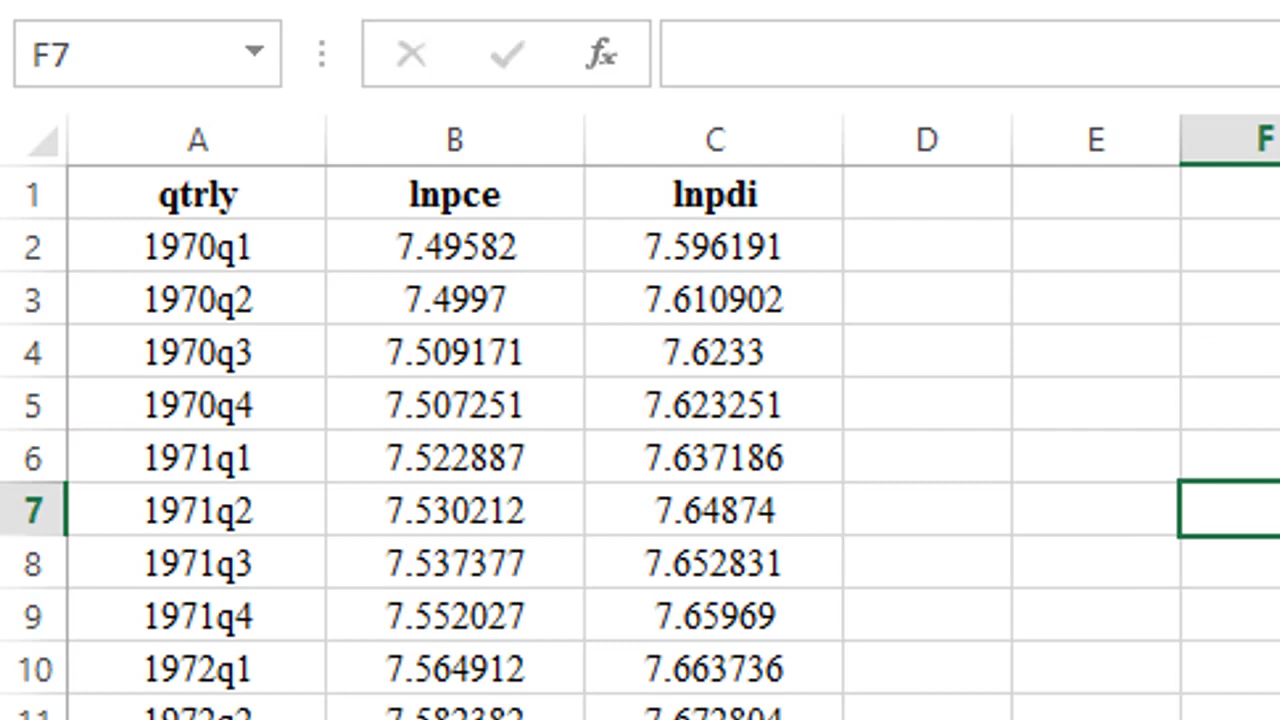 F7 fx
A B C D E F
1 qtrly lnpce lnpdi
2 1970q1 7.49582 7.596191
3 1970q2 7.4997 7.610902
4 1970q3 7.509171 7.6233
5 1970q4 7.507251 7.623251
6 1971q1 7.522887 7.637186
7 1971q2 7.530212 7.64874
8 1971q3 7.537377 7.652831
9 1971q4 7.552027 7.65969
10 1972q1 7.564912 7.663736
11 1972q2 7.582382 7.672804